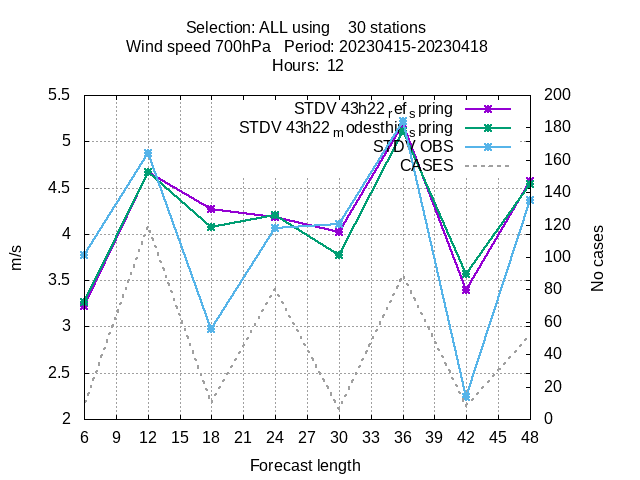 Selection: ALL using 30 stations
Wind speed 700hPa Period: 20230415-20230418
Hours: 12
STDV 43h22 ref spring
STDV 43h22 modesthip spring
STDV OBS
CASES
5.5
5
4.5
4
3.5
3
2.5
2
200
180
160
140
120
100
80
60
40
20
0
m/s
No cases
6 9 12 15 18 21 24 27 30 33 36 39 42 45 48
Forecast length